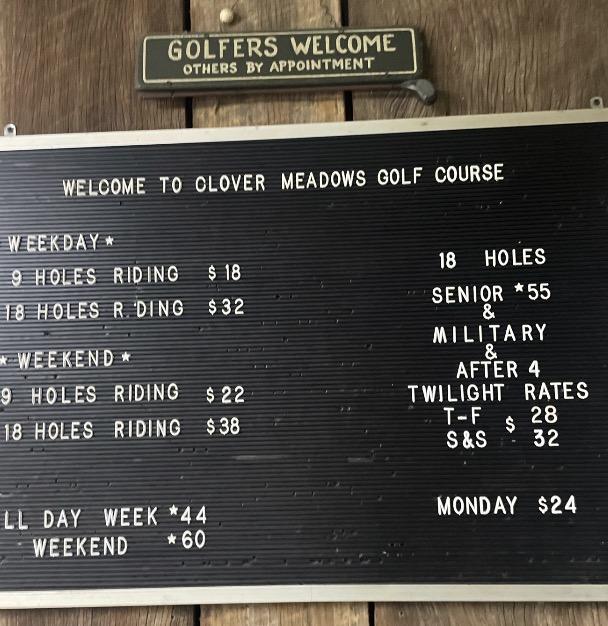 GOLFERS WELCOME
OTHERS BY APPOINTMENT
WELCOME TO CLOVER MEADOWS GOLF COURSE
WEEKDAY*
9 HOLES RIDING $18
18 HOLES R DING $32
* WEEKEND *
9 HOLES RIDING $22
18 HOLES RIDING $38
LL DAY WEEK *44
WEEKEND *60
18 HOLES
SENIOR *55
&
MILITARY
&
AFTER 4
TWILIGHT RATES
T-F $ 28
S&S 32
MONDAY $24